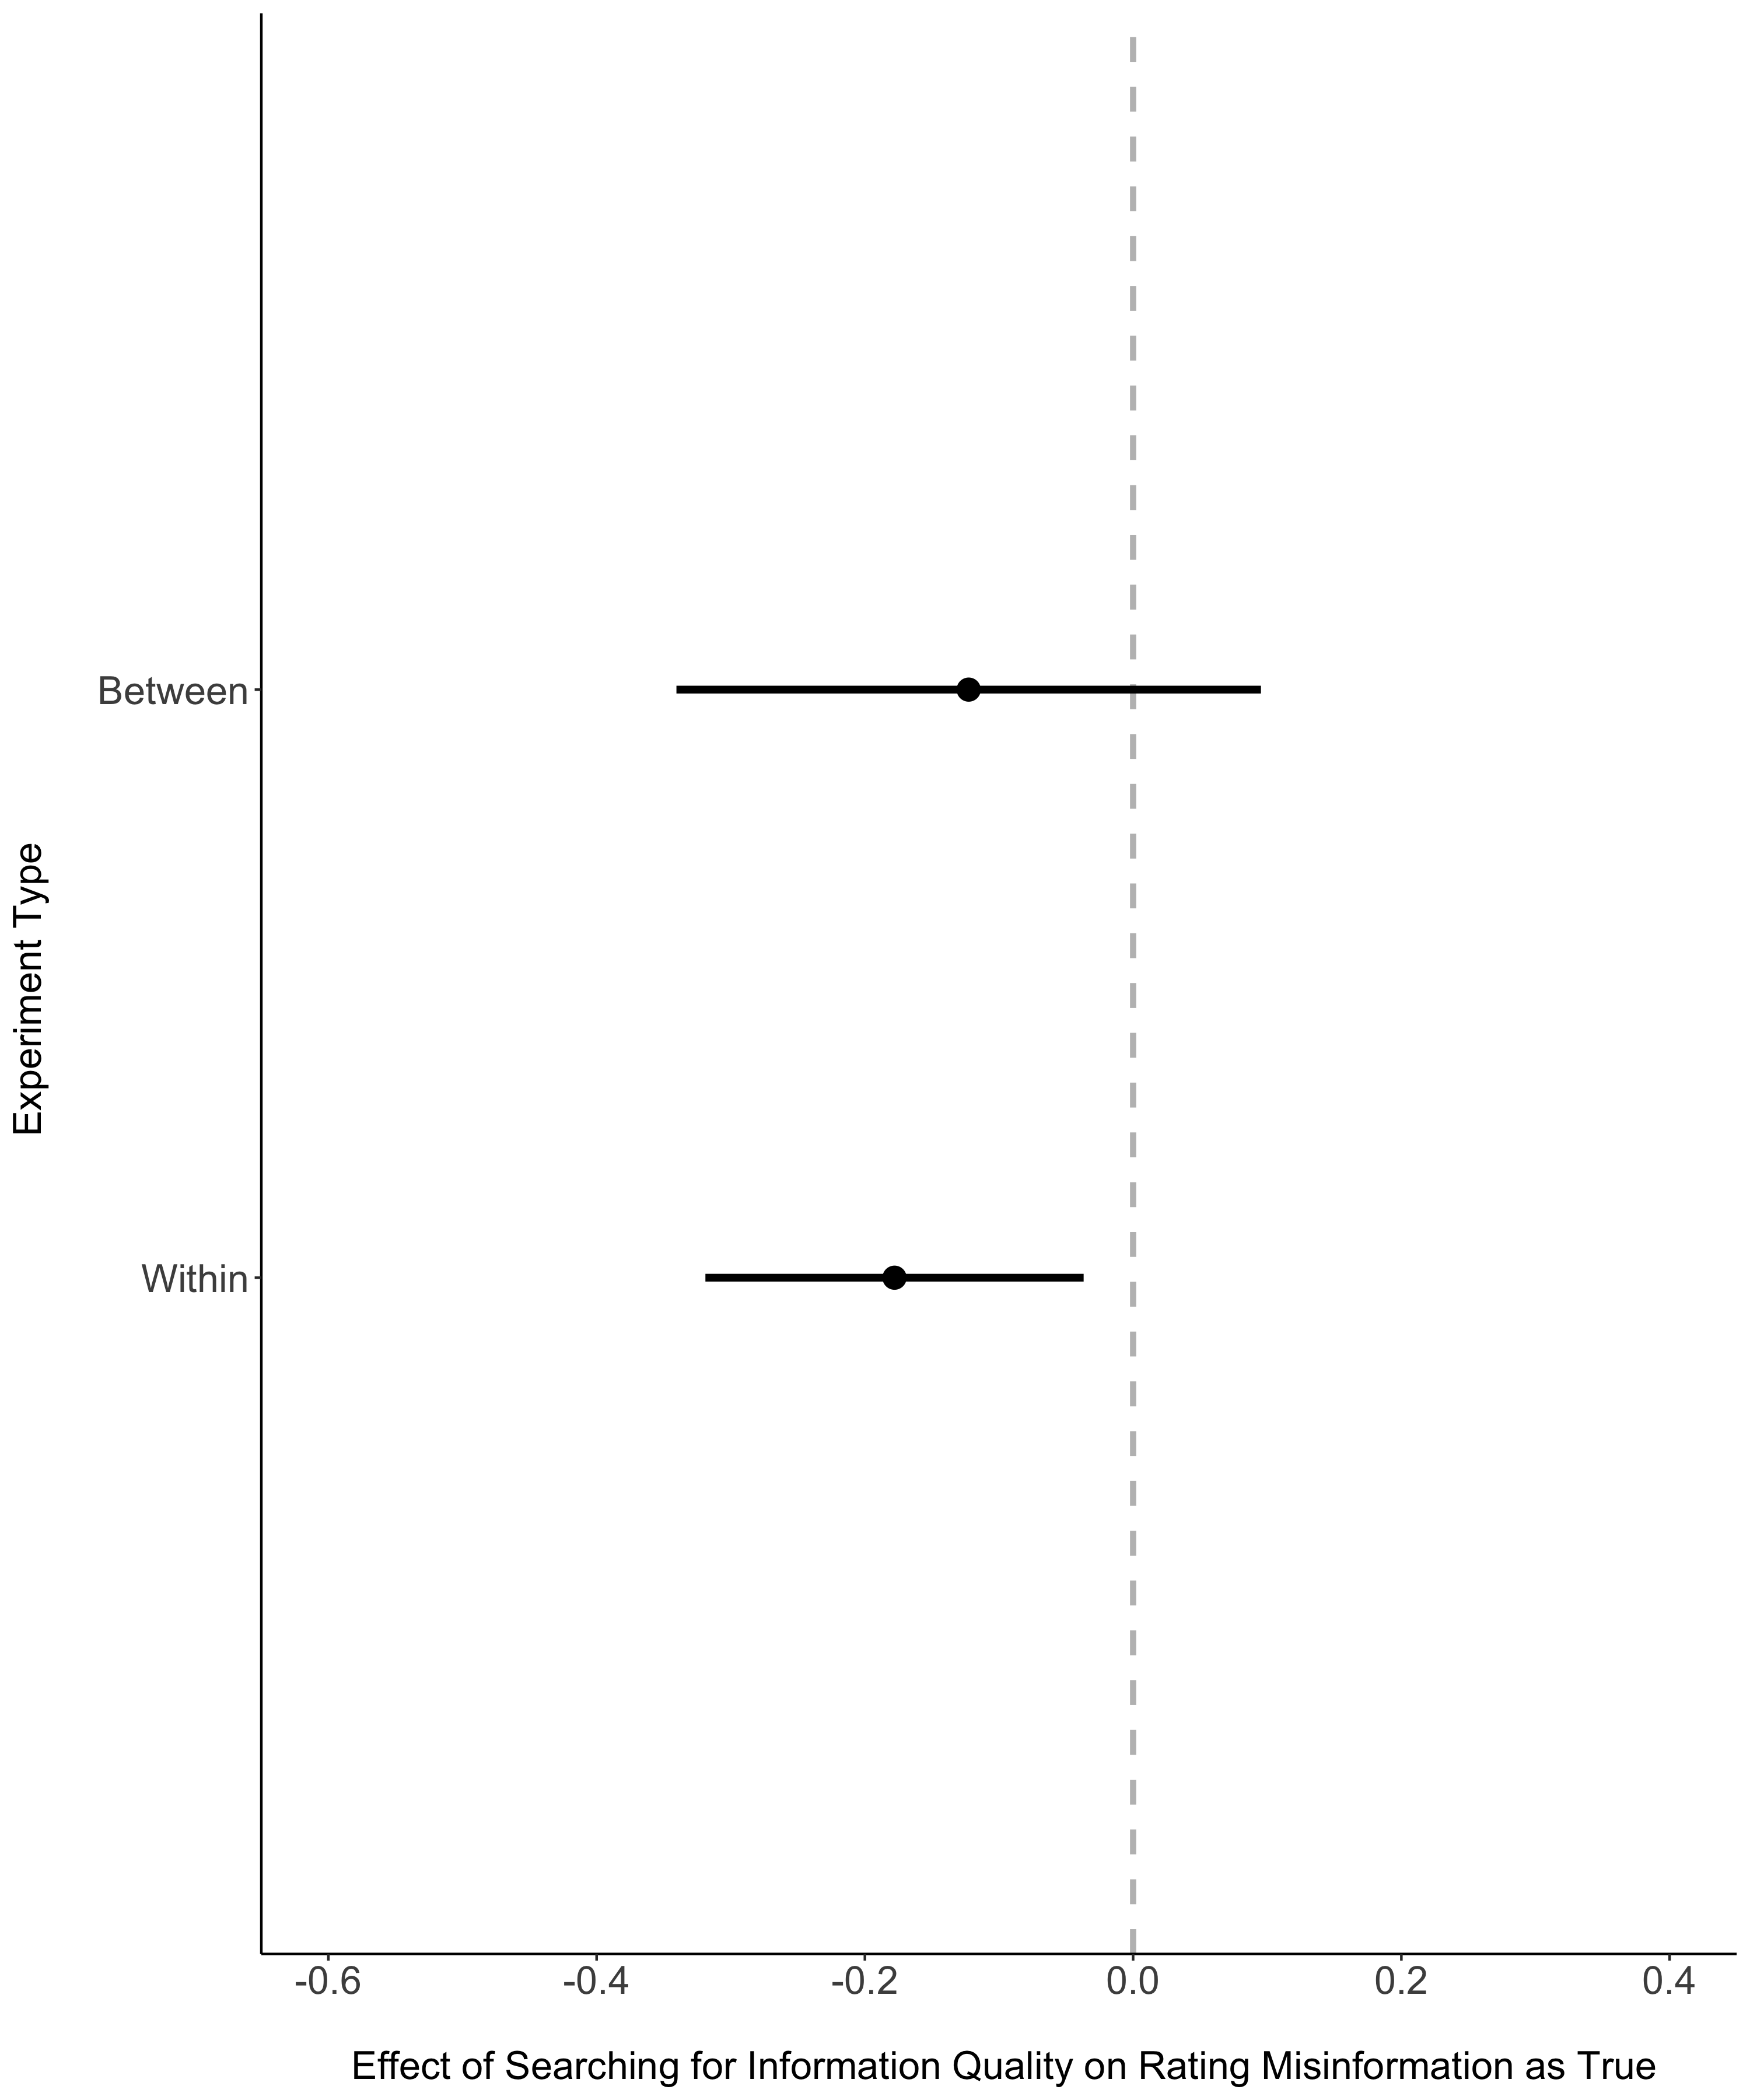 Experiment Type
Between
Within
-0.6 -0.4 -0.2 0.0 0.2 0.4
Effect of Searching for Information Quality on Rating Misinformation as True